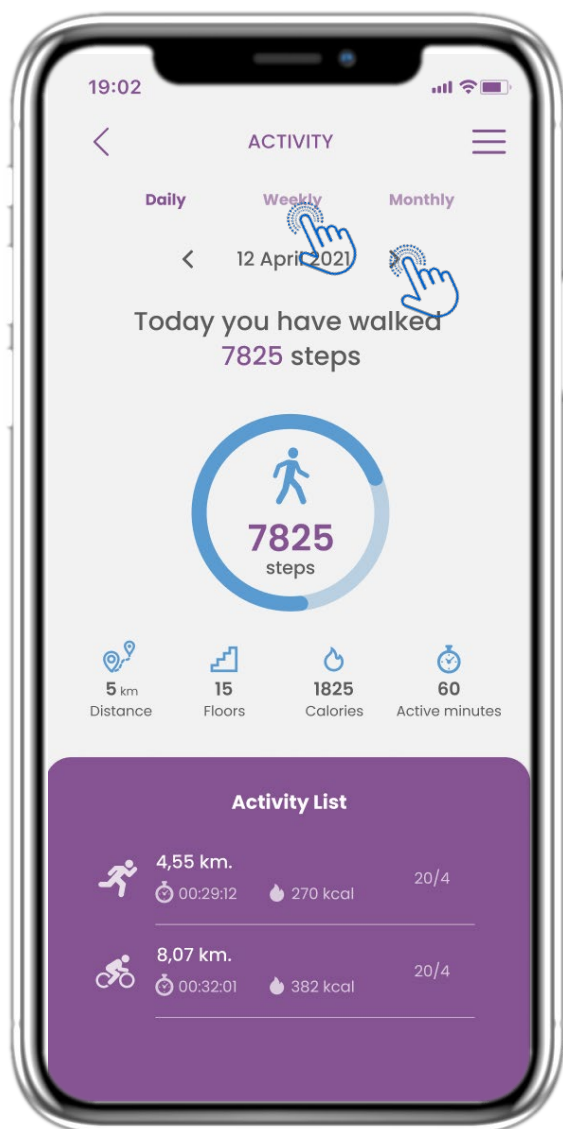 19:02
ACTIVITY
Daily Weekly Monthly
12 April 2021
Today you have walked
7825 steps
7825
steps
5 km 15 1825 60
Distance Floors Calories Active minutes
Activity List
4,55 km.
00:29:12 270 kcal 20/4
8,07 km.
00:32:01 382 kcal 20/4